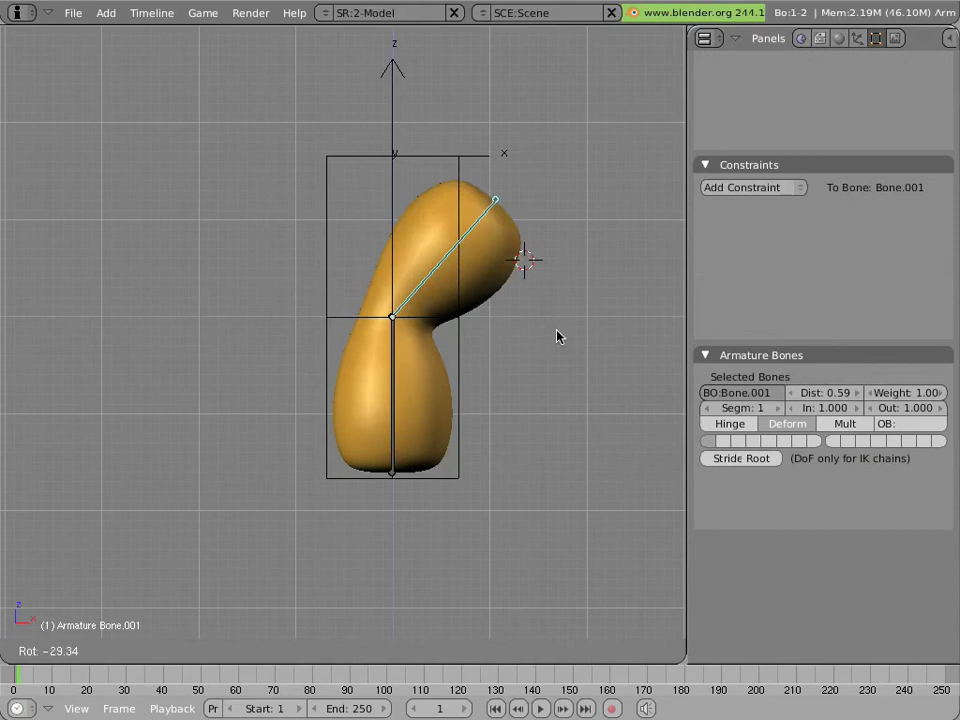 File Add Timeline Game Render Help SR:2-Model SCE:Scene www.blender.org 244.1 Bo:1-2 | Mem:2.19M (46.10M) Arm
Panels
z
y x
Constraints
Add Constraint To Bone: Bone.001
Armature Bones
Selected Bones
BO:Bone.001 Dist: 0.59 Weight: 1.00
Segm: 1 In: 1.000 Out: 1.000
Hinge Deform Mult OB:
Stride Root (DoF only for IK chains)
z
x
(1) Armature Bone.001
Rot: -29.34
0 10 20 30 40 50 60 70 80 90 100 110 120 130 140 150 160 170 180 190 200 210 220 230 240 250
View Frame Playback Pr Start: 1 End: 250 1